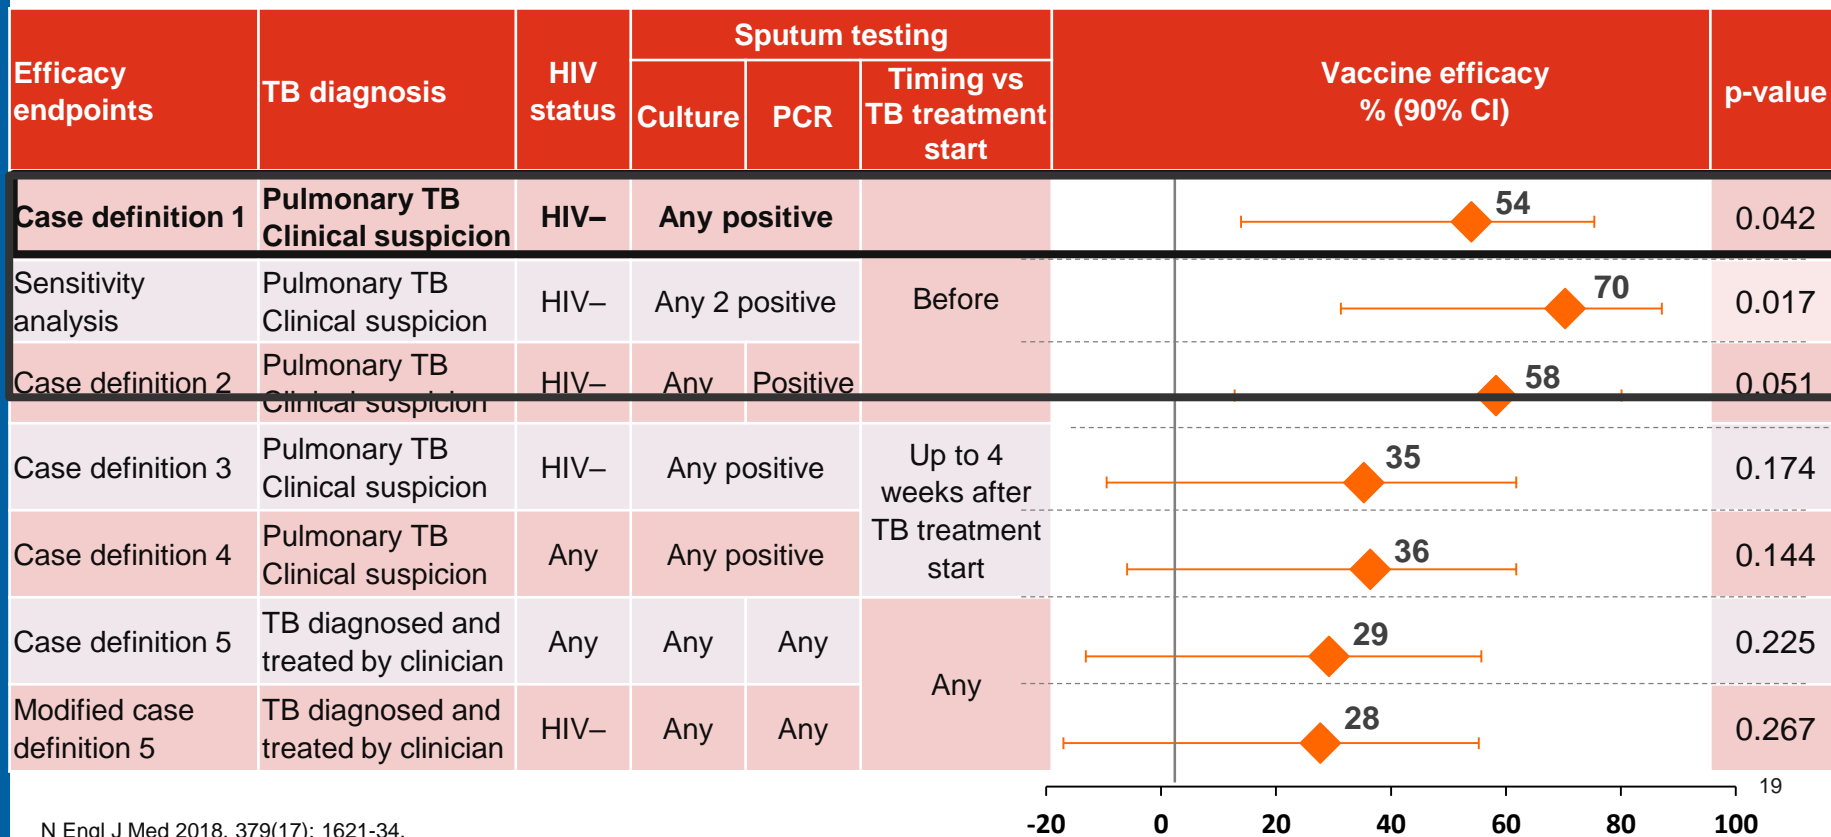 Efficacy
endpoints
TB diagnosis
HIV
status
Sputum testing
Culture
PCR
Timing vs
TB treatment
start
Vaccine efficacy
% (90% CI)
p-value
Case definition 1
Pulmonary TB
Clinical suspicion
HIV–
Any positive
54
0.042
Sensitivity
analysis
Pulmonary TB
Clinical suspicion
HIV–
Any 2 positive
Before
70
0.017
Case definition 2
Pulmonary TB
Clinical suspicion
HIV–
Any
Positive
58
0.051
Case definition 3
Pulmonary TB
Clinical suspicion
HIV–
Any positive
Up to 4
weeks after
TB treatment
start
35
0.174
Case definition 4
Pulmonary TB
Clinical suspicion
Any
Any positive
36
0.144
Case definition 5
TB diagnosed and
treated by clinician
Any
Any
Any
Any
29
0.225
Modified case
definition 5
TB diagnosed and
treated by clinician
HIV–
Any
Any
28
0.267
19
-20 0 20 40 60 80 100
N Engl J Med 2018. 379(17): 1621-34.